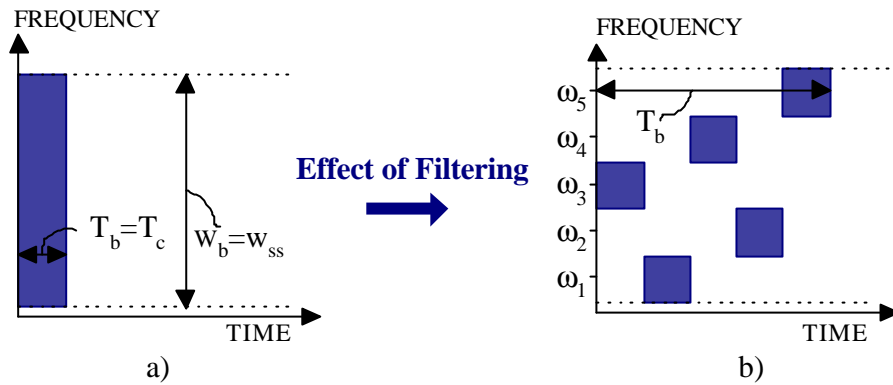 FREQUENCY
T_b=T_c
w_b=w_ss
TIME
a)
Effect of Filtering
FREQUENCY
ω_5
T_b
ω_4
ω_3
ω_2
ω_1
TIME
b)